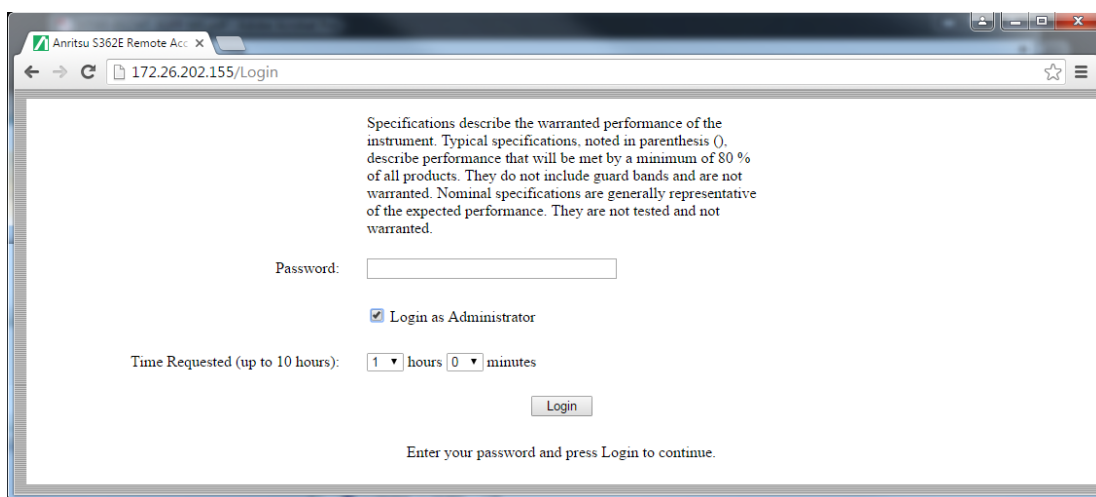 Anritsu S362E Remote Acc
172.26.202.155/Login
Specifications describe the warranted performance of the
instrument. Typical specifications, noted in parenthesis (),
describe performance that will be met by a minimum of 80 %
of all products. They do not include guard bands and are not
warranted. Nominal specifications are generally representative
of the expected performance. They are not tested and not
warranted.
Password:
Login as Administrator
Time Requested (up to 10 hours): 1 hours 0 minutes
Login
Enter your password and press Login to continue.